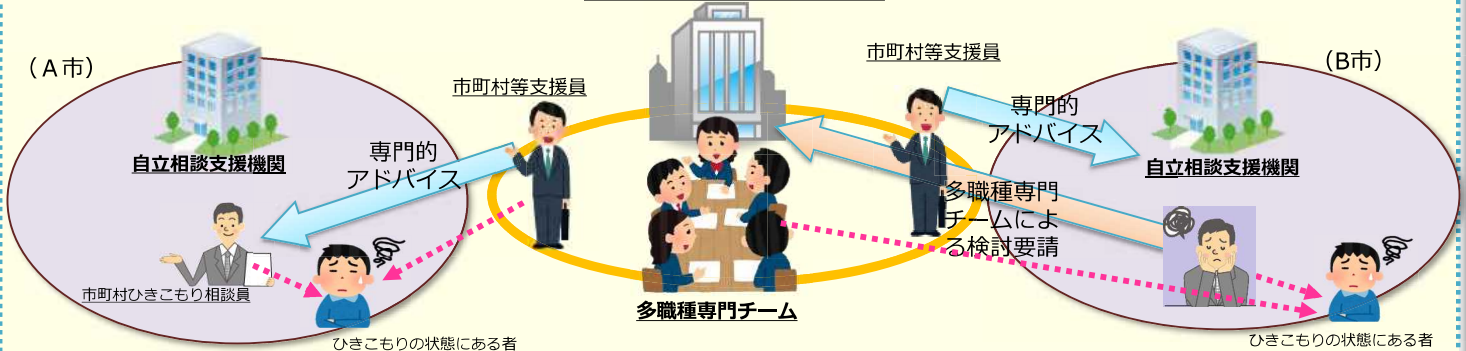 （Ａ市）
市町村等支援員
自立相談支援機関
専門的
アドバイス
市町村ひきこもり相談員
ひきこもりの状態にある者
多職種専門チーム
市町村等支援員
専門的
アドバイス
（B市）
自立相談支援機関
多職種専門
チームによ
る検討要請
ひきこもりの状態にある者